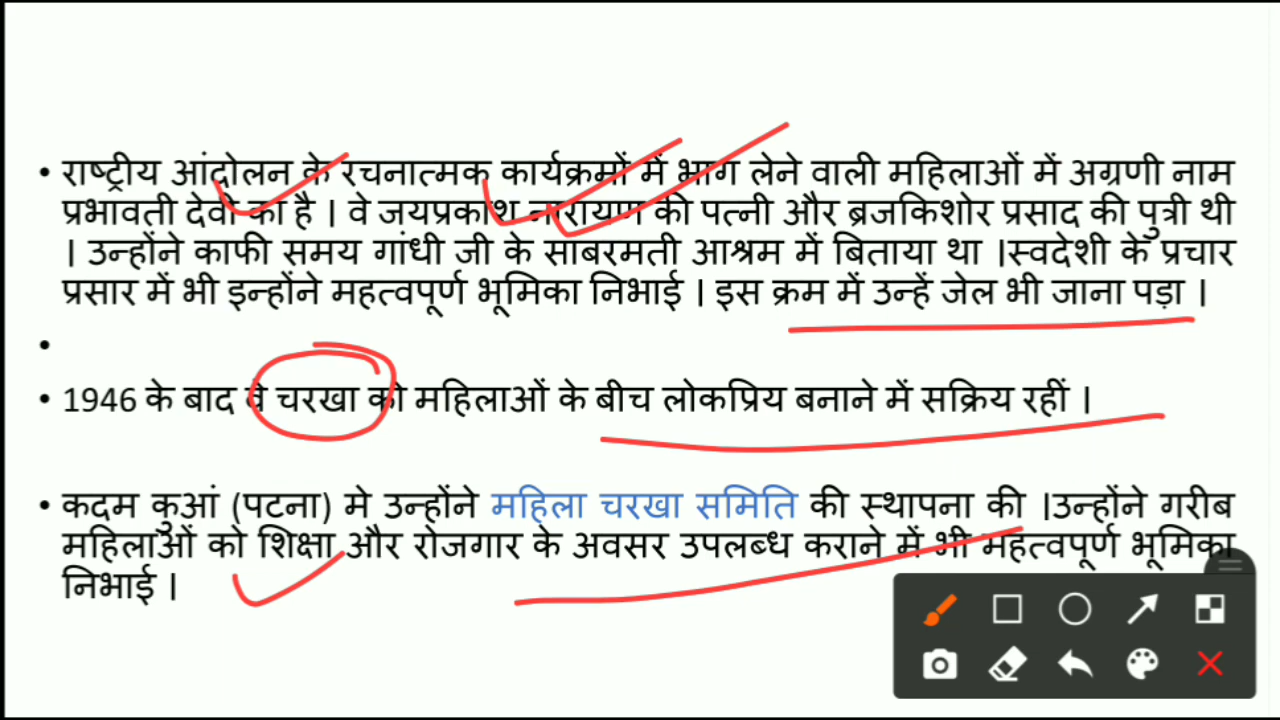 • राष्ट्रीय आंदोलन के रचनात्मक कार्यक्रमों में भाग लेने वाली महिलाओं में अग्रणी नाम
प्रभावती देवी का है । वे जयप्रकाश नारायण की पत्नी और ब्रजकिशोर प्रसाद की पुत्री थी
। उन्होंने काफी समय गांधी जी के साबरमती आश्रम में बिताया था ।स्वदेशी के प्रचार
प्रसार में भी इन्होंने महत्वपूर्ण भूमिका निभाई । इस क्रम में उन्हें जेल भी जाना पड़ा ।
•
• 1946 के बाद वे चरखा को महिलाओं के बीच लोकप्रिय बनाने में सक्रिय रहीं ।
• कदम कुआं (पटना) मे उन्होंने महिला चरखा समिति की स्थापना की ।उन्होंने गरीब
महिलाओं को शिक्षा और रोजगार के अवसर उपलब्ध कराने में भी महत्वपूर्ण भूमिका
निभाई ।